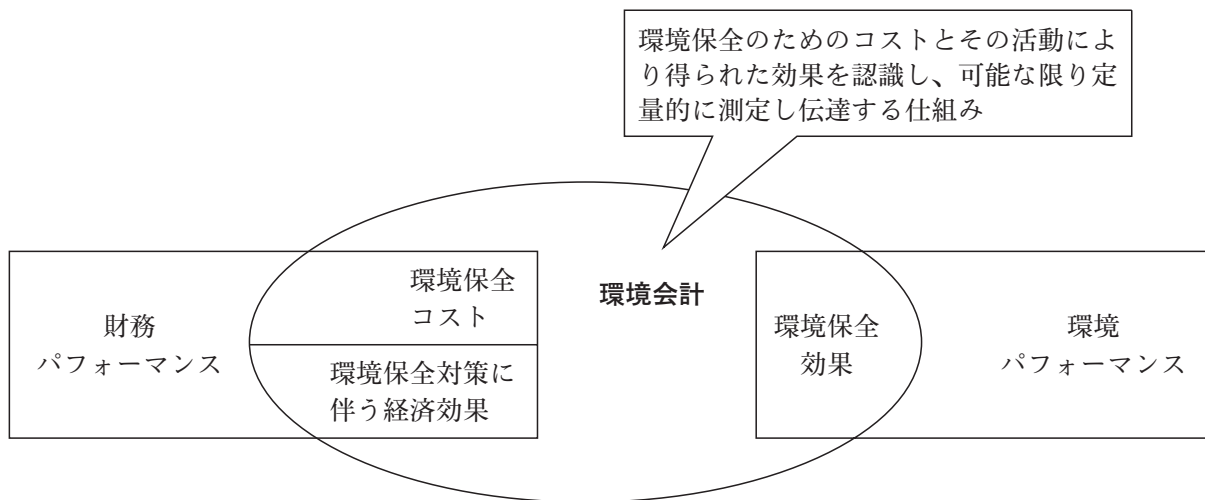 環境保全のためのコストとその活動によ
り得られた効果を認識し、可能な限り定
量的に測定し伝達する仕組み
財務
パフォーマンス
環境保全
コスト
環境保全対策に
伴う経済効果
環境会計
環境保全
効果
環境
パフォーマンス